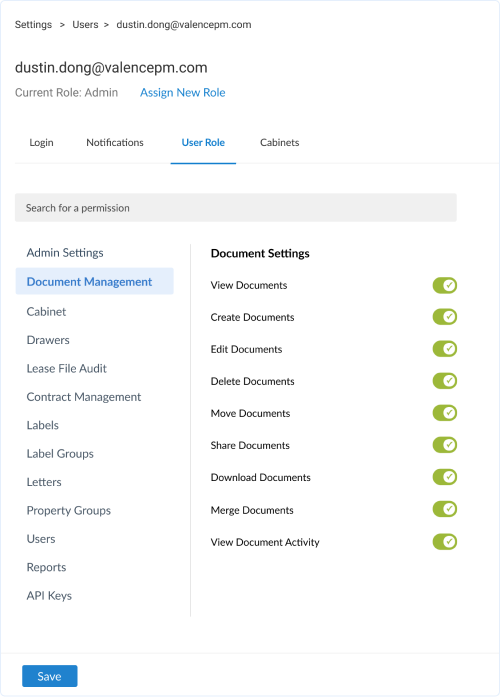 Settings > Users > dustin.dong@valencepm.com
dustin.dong@valencepm.com
Current Role: Admin Assign New Role
Login Notifications User Role Cabinets
Search for a permission
Admin Settings
Document Management
Cabinet
Drawers
Lease File Audit
Contract Management
Labels
Label Groups
Letters
Property Groups
Users
Reports
API Keys
Document Settings
View Documents
Create Documents
Edit Documents
Delete Documents
Move Documents
Share Documents
Download Documents
Merge Documents
View Document Activity
Save